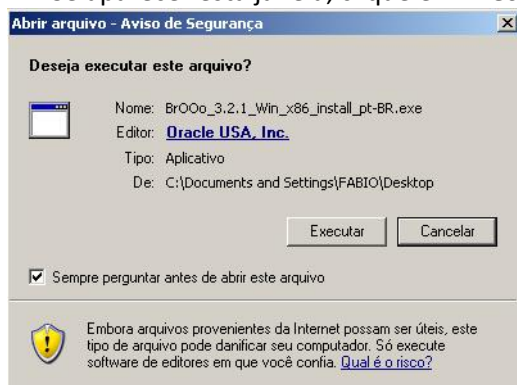 Abrir arquivo - Aviso de Segurança
Deseja executar este arquivo?
Nome: BrOOo_3.2.1_Win_x86_install_pt-BR.exe
Editor: Oracle USA, Inc.
Tipo: Aplicativo
De: C:\Documents and Settings\FABIO\Desktop
Executar Cancelar
Sempre perguntar antes de abrir este arquivo
Embora arquivos provenientes da Internet possam ser úteis, este
tipo de arquivo pode danificar seu computador. Só execute
software de editores em que você confia. Qual é o risco?